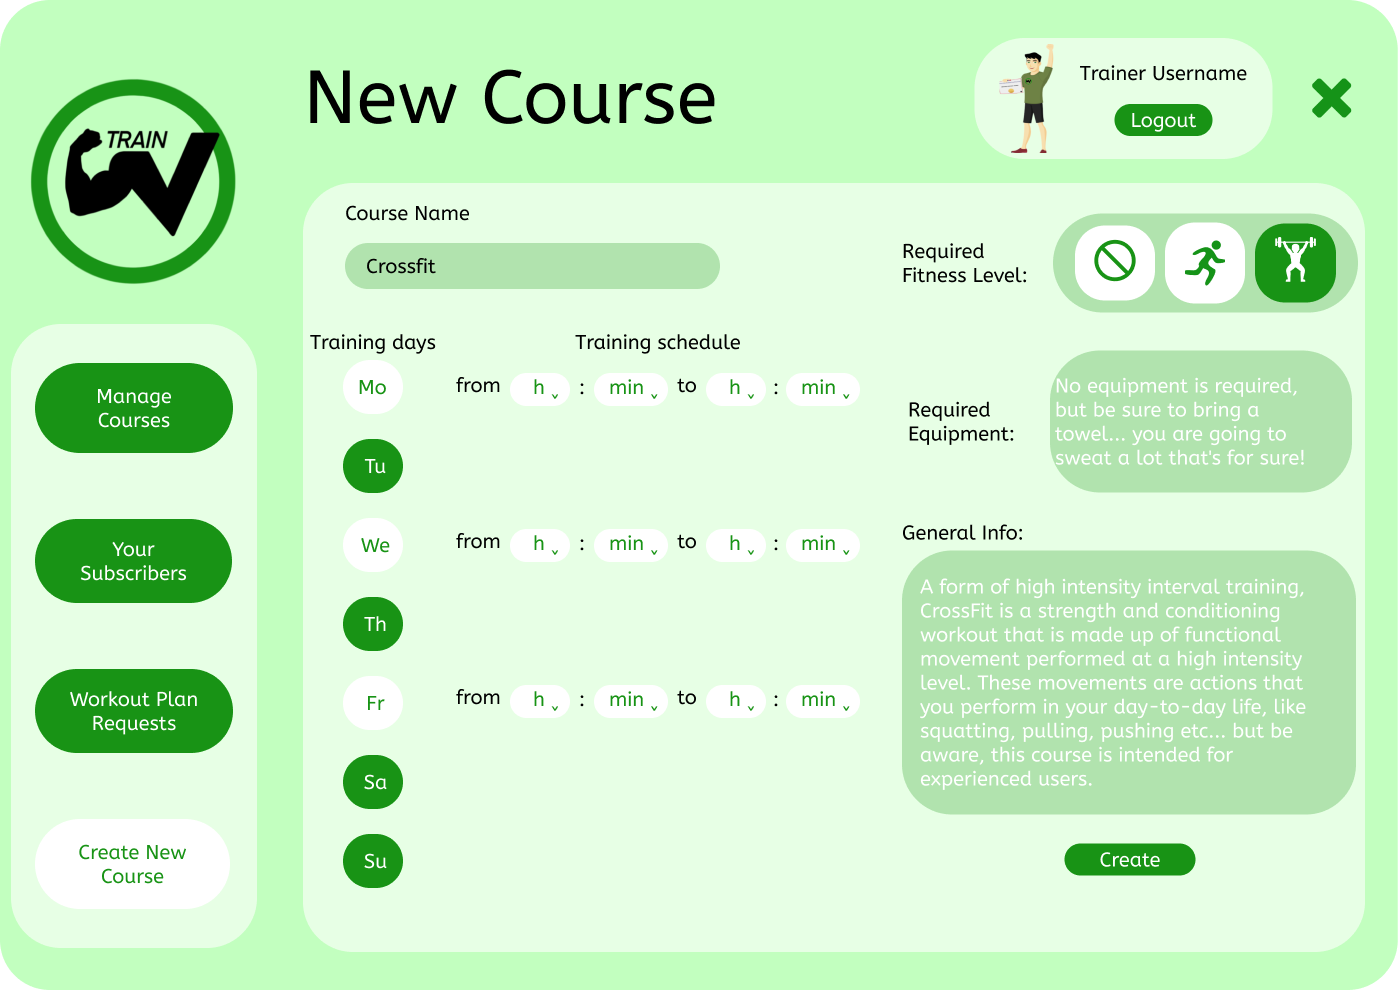 TRAIN
New Course
Trainer Username
Logout
Manage
Courses
Your
Subscribers
Workout Plan
Requests
Create New
Course
Course Name
Crossfit
Training days
Training schedule
Mo
from h : min to h : min
Tu
We
from h : min to h : min
Th
Fr
from h : min to h : min
Sa
Su
Required
Fitness Level:
Required
Equipment:
No equipment is required,
but be sure to bring a
towel... you are going to
sweat a lot that's for sure!
General Info:
A form of high intensity interval training,
CrossFit is a strength and conditioning
workout that is made up of functional
movement performed at a high intensity
level. These movements are actions that
you perform in your day-to-day life, like
squatting, pulling, pushing etc... but be
aware, this course is intended for
experienced users.
Create